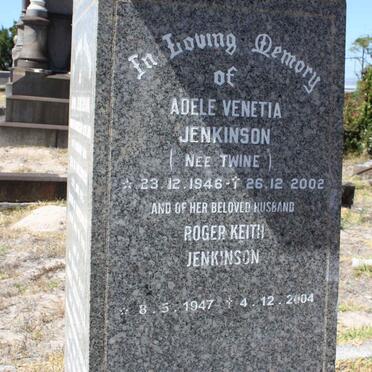 In Loving Memory
of
ADELE VENETIA
JENKINSON
( NEE TWINE )
☆ 23.12.1946 - † 26.12.2002
AND OF HER BELOVED HUSBAND
ROGER KEITH
JENKINSON
☆ 8.5.1947 ✝ 4.12.2004